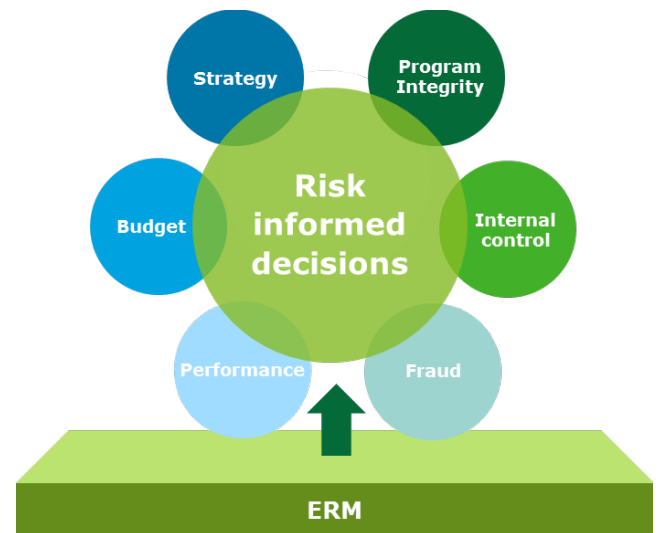 Strategy
Program
Integrity
Risk
informed
decisions
Budget
Internal
control
Performance
Fraud
ERM